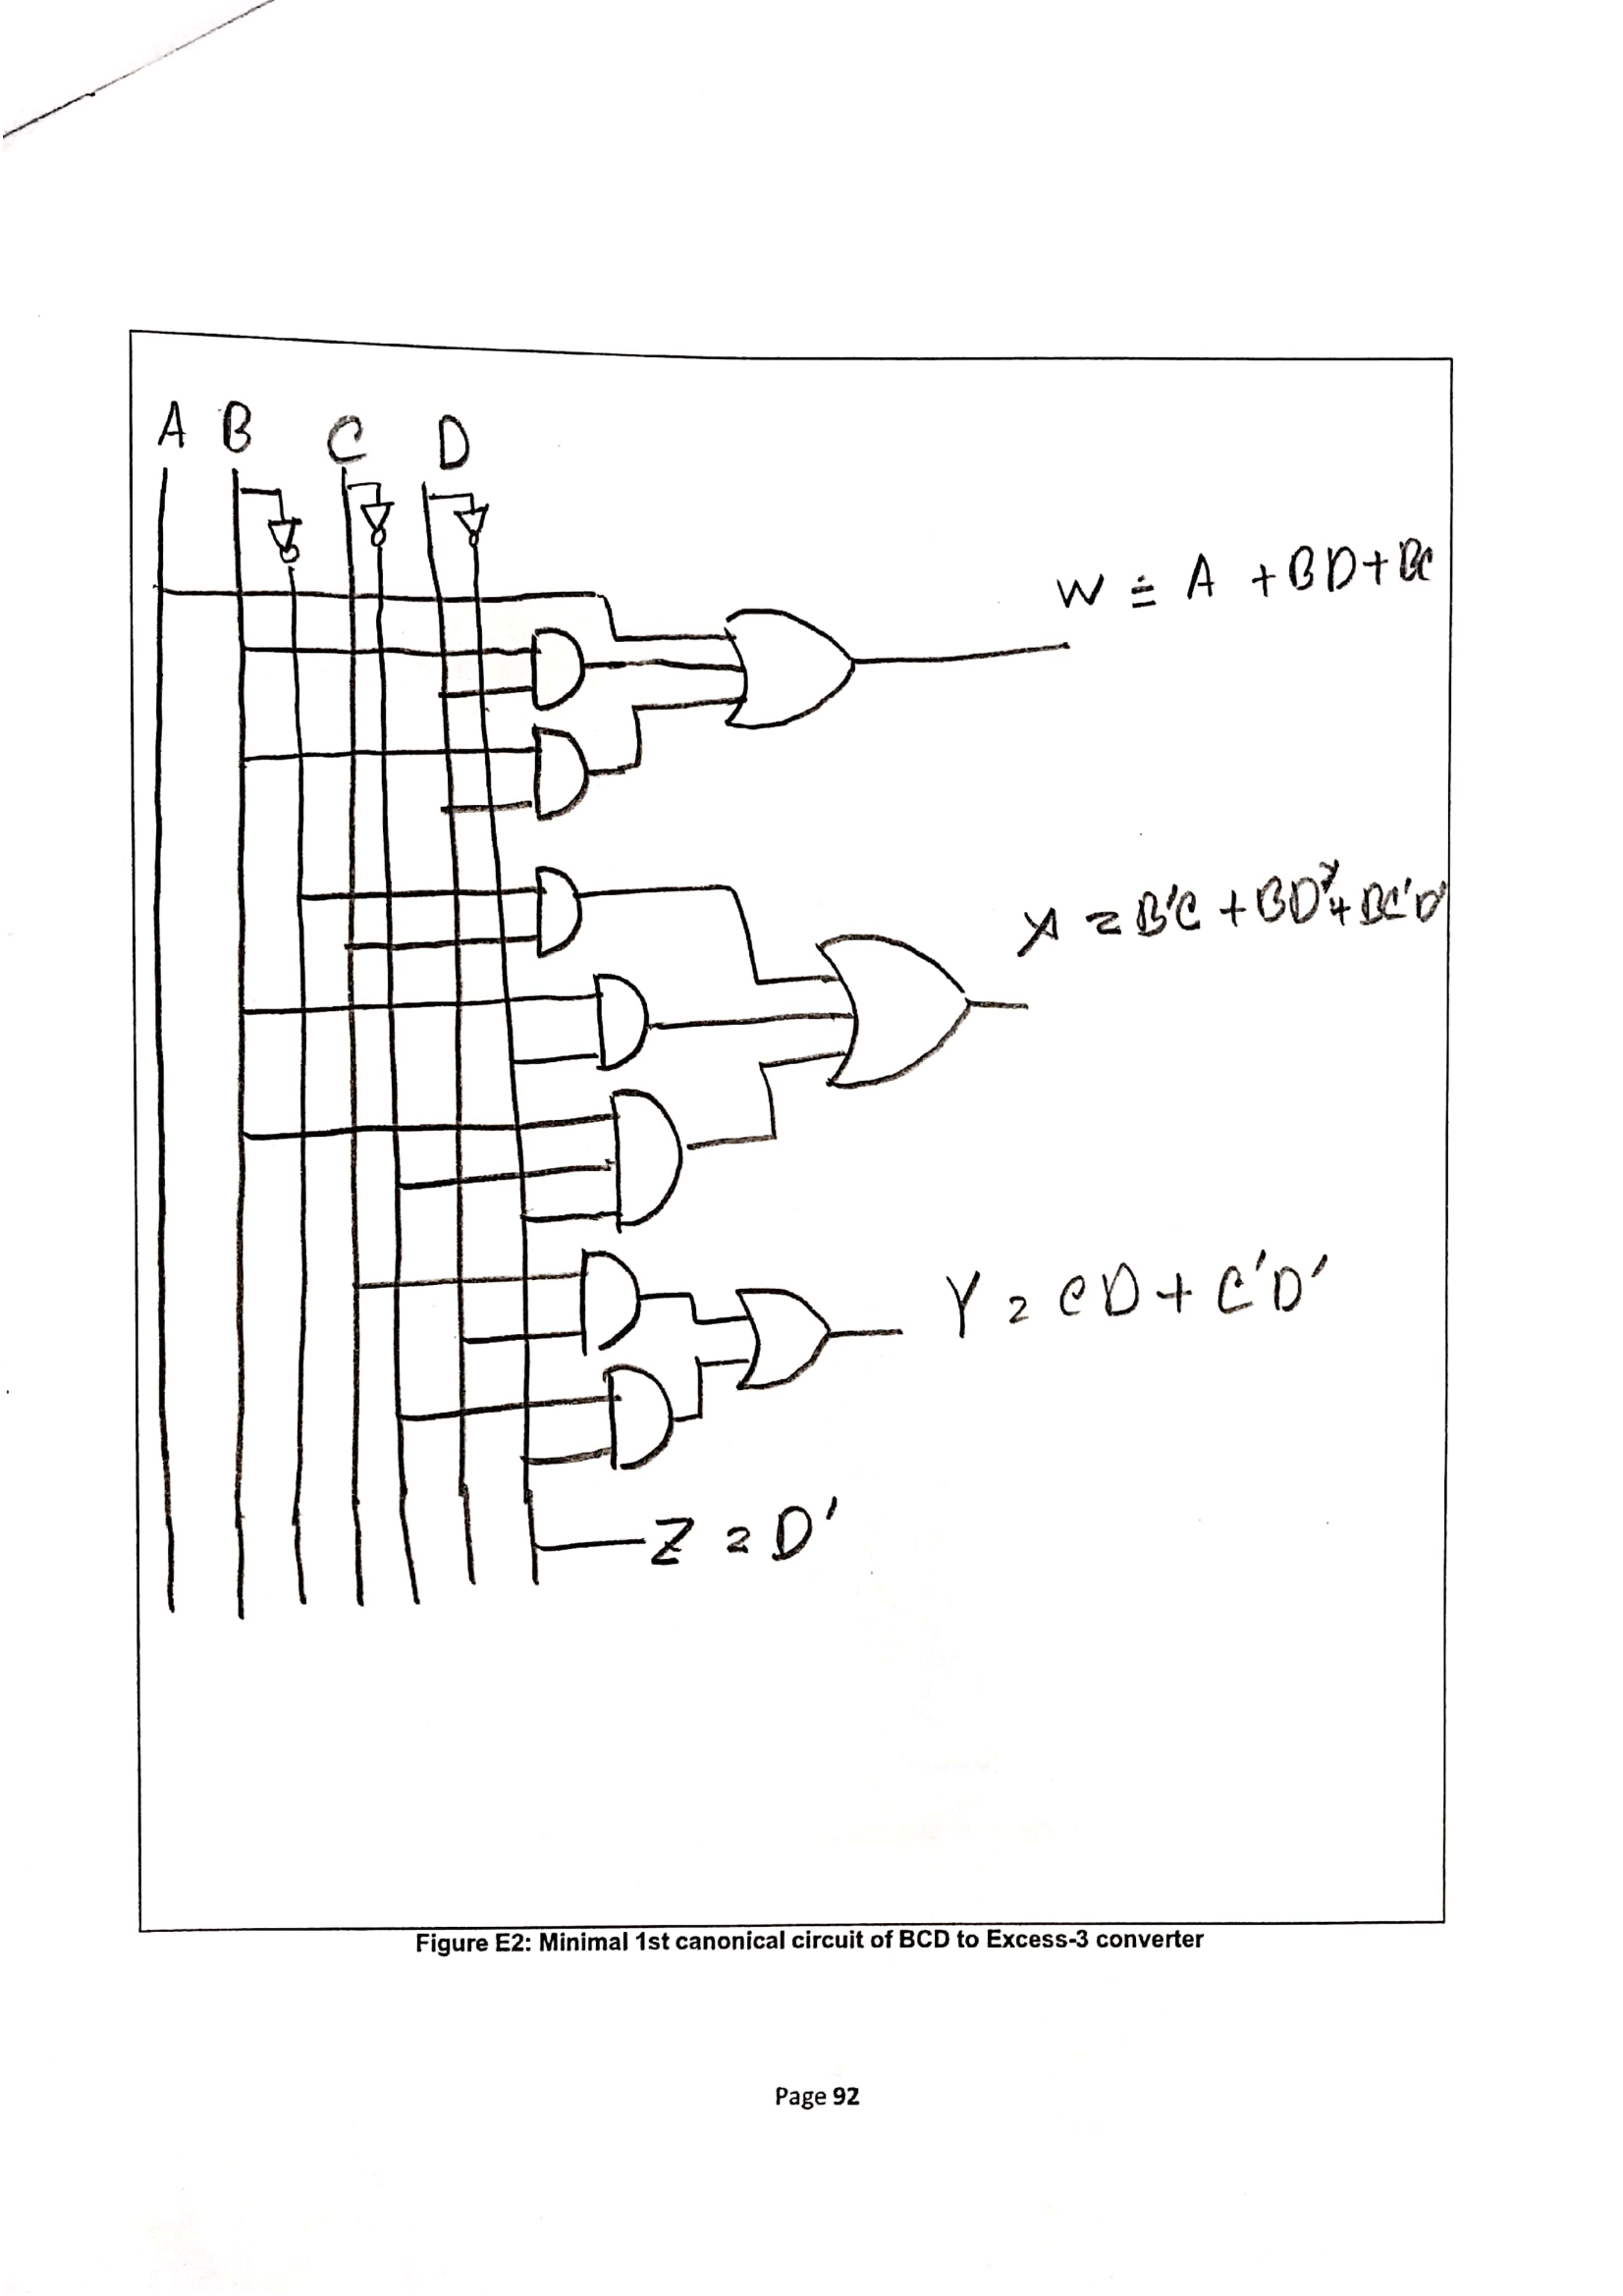 A B C D
W = A + BD + BC
X = B'C + BD' + BC'D'
Y = CD + C'D'
Z = D'
Figure E2: Minimal 1st canonical circuit of BCD to Excess-3 converter
Page 92